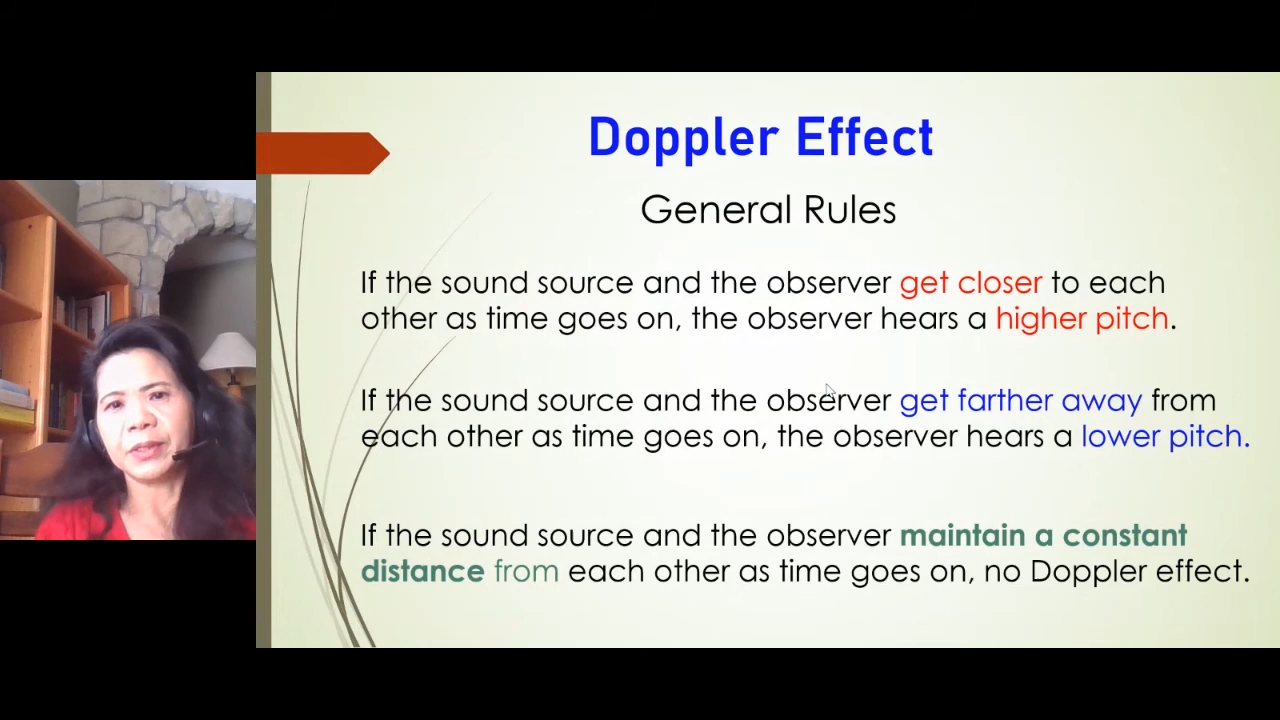 Doppler Effect
General Rules
If the sound source and the observer get closer to each
other as time goes on, the observer hears a higher pitch.
If the sound source and the observer get farther away from
each other as time goes on, the observer hears a lower pitch.
If the sound source and the observer maintain a constant
distance from each other as time goes on, no Doppler effect.